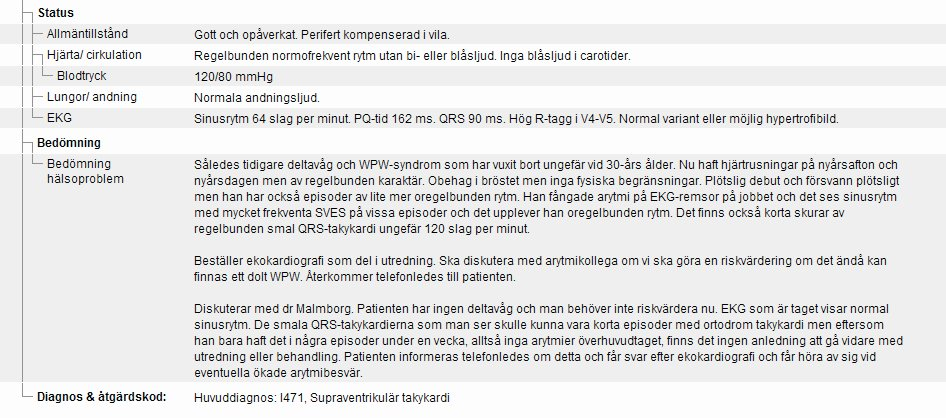 Status
Allmäntillstånd Gott och opåverkat. Perifert kompenserad i vila.
Hjärta/ cirkulation Regelbunden normofrekvent rytm utan bi- eller blåsljud. Inga blåsljud i carotider.
Blodtryck 120/80 mmHg
Lungor/ andning Normala andningsljud.
EKG Sinusrytm 64 slag per minut. PQ-tid 162 ms. QRS 90 ms. Hög R-tagg i V4-V5. Normal variant eller möjlig hypertrofibild.
Bedömning
Bedömning hälsoproblem
Således tidigare deltavåg och WPW-syndrom som har vuxit bort ungefär vid 30-års ålder. Nu haft hjärtrusningar på nyårsafton och
nyårsdagen men av regelbunden karaktär. Obehag i bröstet men inga fysiska begränsningar. Plötslig debut och försvann plötsligt
men han har också episoder av lite mer oregelbunden rytm. Han fångade arytmi på EKG-remsor på jobbet och det ses sinusrytm
med mycket frekventa SVES på vissa episoder och det upplever han oregelbunden rytm. Det finns också korta skurar av
regelbunden smal QRS-takykardi ungefär 120 slag per minut.
Beställer ekokardiografi som del i utredning. Ska diskutera med arytmikollega om vi ska göra en riskvärdering om det ändå kan
finnas ett dolt WPW. Återkommer telefonledes till patienten.
Diskuterar med dr Malmborg. Patienten har ingen deltavåg och man behöver inte riskvärdera nu. EKG som är taget visar normal
sinusrytm. De smala QRS-takykardierna som man ser skulle kunna vara korta episoder med ortodrom takykardi men eftersom
han bara haft det i några episoder under en vecka, alltså inga arytmier överhuvudtaget, finns det ingen anledning att gå vidare med
utredning eller behandling. Patienten informeras telefonledes om detta och får svar efter ekokardiografi och får höra av sig vid
eventuella ökade arytmibesvär.
Diagnos & åtgärdskod: Huvuddiagnos: I471, Supraventrikulär takykardi